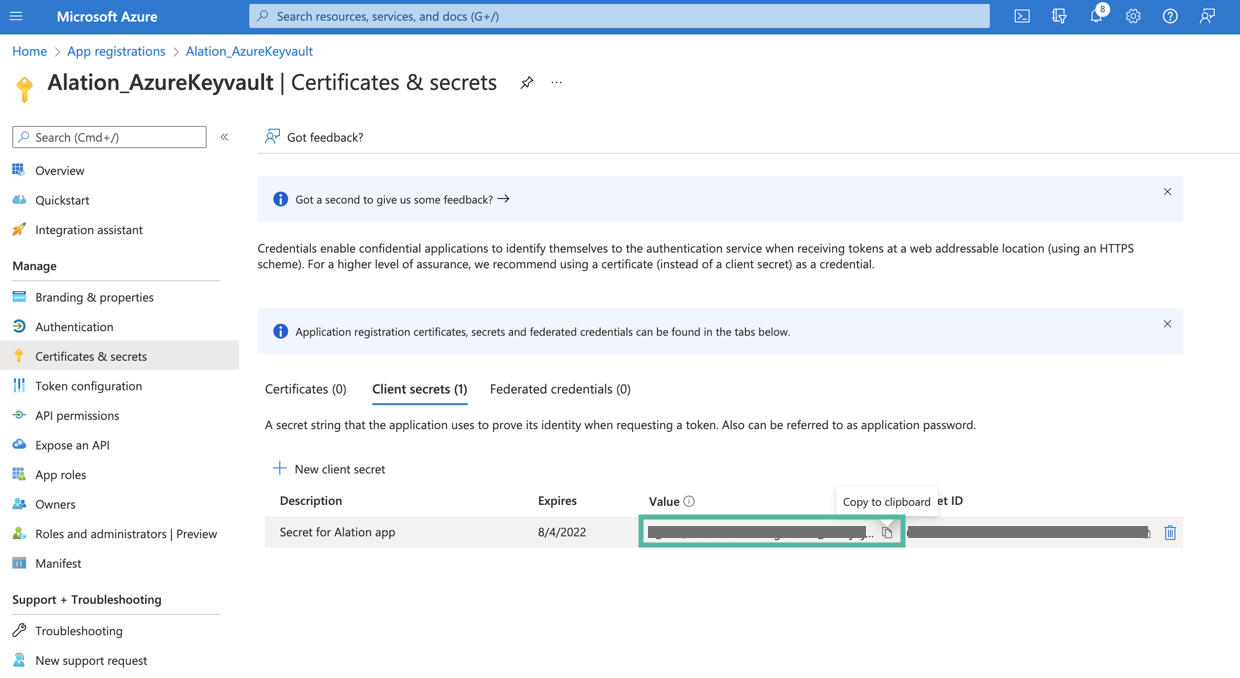 Microsoft Azure
Search resources, services, and docs (G+/)
8
Home > App registrations > Alation_AzureKeyvault
Alation_AzureKeyvault | Certificates & secrets
Search (Cmd+/)
Overview
Quickstart
Integration assistant
Manage
Branding & properties
Authentication
Certificates & secrets
Token configuration
API permissions
Expose an API
App roles
Owners
Roles and administrators | Preview
Manifest
Support + Troubleshooting
Troubleshooting
New support request
Got feedback?
Got a second to give us some feedback?
Credentials enable confidential applications to identify themselves to the authentication service when receiving tokens at a web addressable location (using an HTTPS
scheme). For a higher level of assurance, we recommend using a certificate (instead of a client secret) as a credential.
Application registration certificates, secrets and federated credentials can be found in the tabs below.
Certificates (0) Client secrets (1) Federated credentials (0)
A secret string that the application uses to prove its identity when requesting a token. Also can be referred to as application password.
New client secret
Copy to clipboard
Description Expires Value et ID
Secret for Alation app 8/4/2022